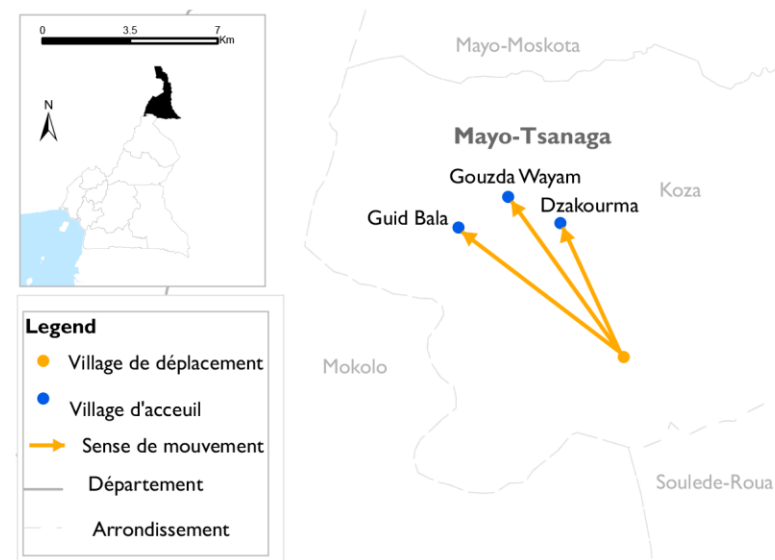 0 3.5 7
Km
N
Mayo-Moskota
Mayo-Tsanaga
Gouzda Wayam
Koza
Dzakourma
Guid Bala
Mokolo
Soulede-Roua
Legend
Village de déplacement
Village d'acceuil
Sense de mouvement
Département
Arrondissement